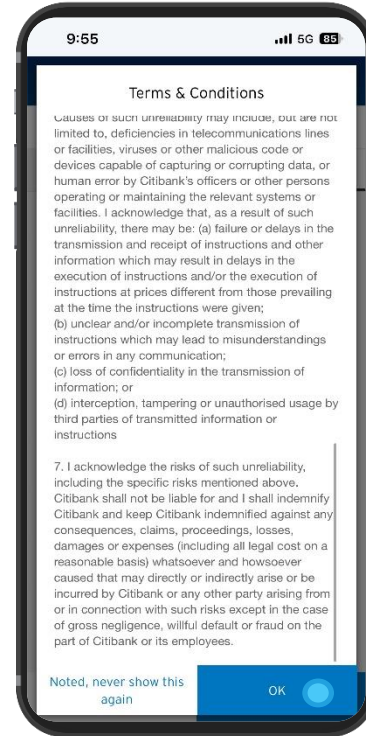 9:55
5G 85
Terms & Conditions
Causes of such unreliability may include, but are not
limited to, deficiencies in telecommunications lines
or facilities, viruses or other malicious code or
devices capable of capturing or corrupting data, or
human error by Citibank's officers or other persons
operating or maintaining the relevant systems or
facilities. I acknowledge that, as a result of such
unreliability, there may be: (a) failure or delays in the
transmission and receipt of instructions and other
information which may result in delays in the
execution of instructions and/or the execution of
instructions at prices different from those prevailing
at the time the instructions were given;
(b) unclear and/or incomplete transmission of
instructions which may lead to misunderstandings
or errors in any communication;
(c) loss of confidentiality in the transmission of
information; or
(d) interception, tampering or unauthorised usage by
third parties of transmitted information or
instructions
7. I acknowledge the risks of such unreliability,
including the specific risks mentioned above.
Citibank shall not be liable for and I shall indemnify
Citibank and keep Citibank indemnified against any
consequences, claims, proceedings, losses,
damages or expenses (including all legal cost on a
reasonable basis) whatsoever and howsoever
caused that may directly or indirectly arise or be
incurred by Citibank or any other party arising from
or in connection with such risks except in the case
of gross negligence, willful default or fraud on the
part of Citibank or its employees.
Noted, never show this
again
OK